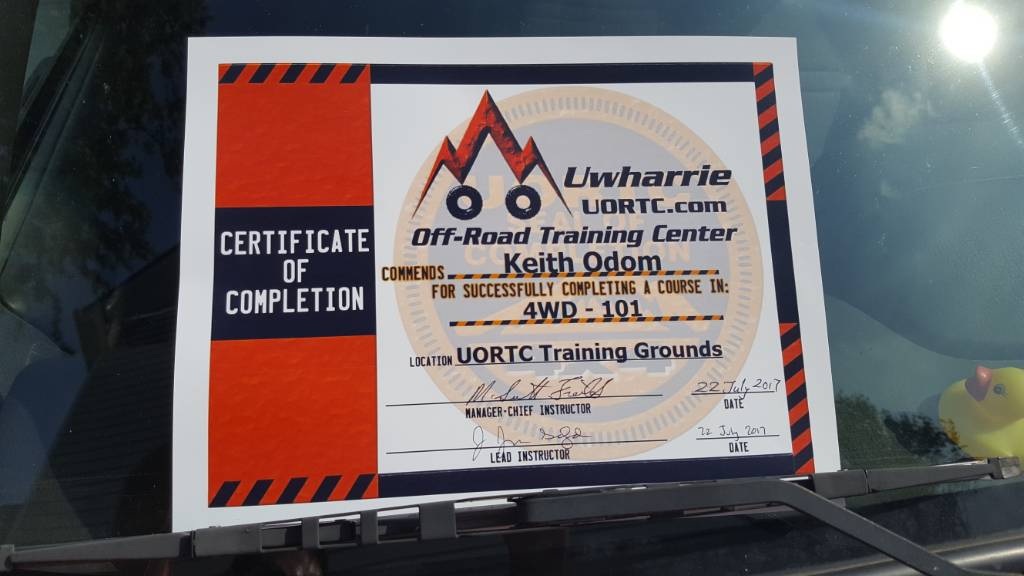 CERTIFICATE
OF
COMPLETION
Uwharrie
UORTC.com
Off-Road Training Center
COMMENDS Keith Odom
FOR SUCCESSFULLY COMPLETING A COURSE IN:
4WD - 101
LOCATION UORTC Training Grounds
22 July 2017
MANAGER-CHIEF INSTRUCTOR DATE
22 July 2017
LEAD INSTRUCTOR DATE